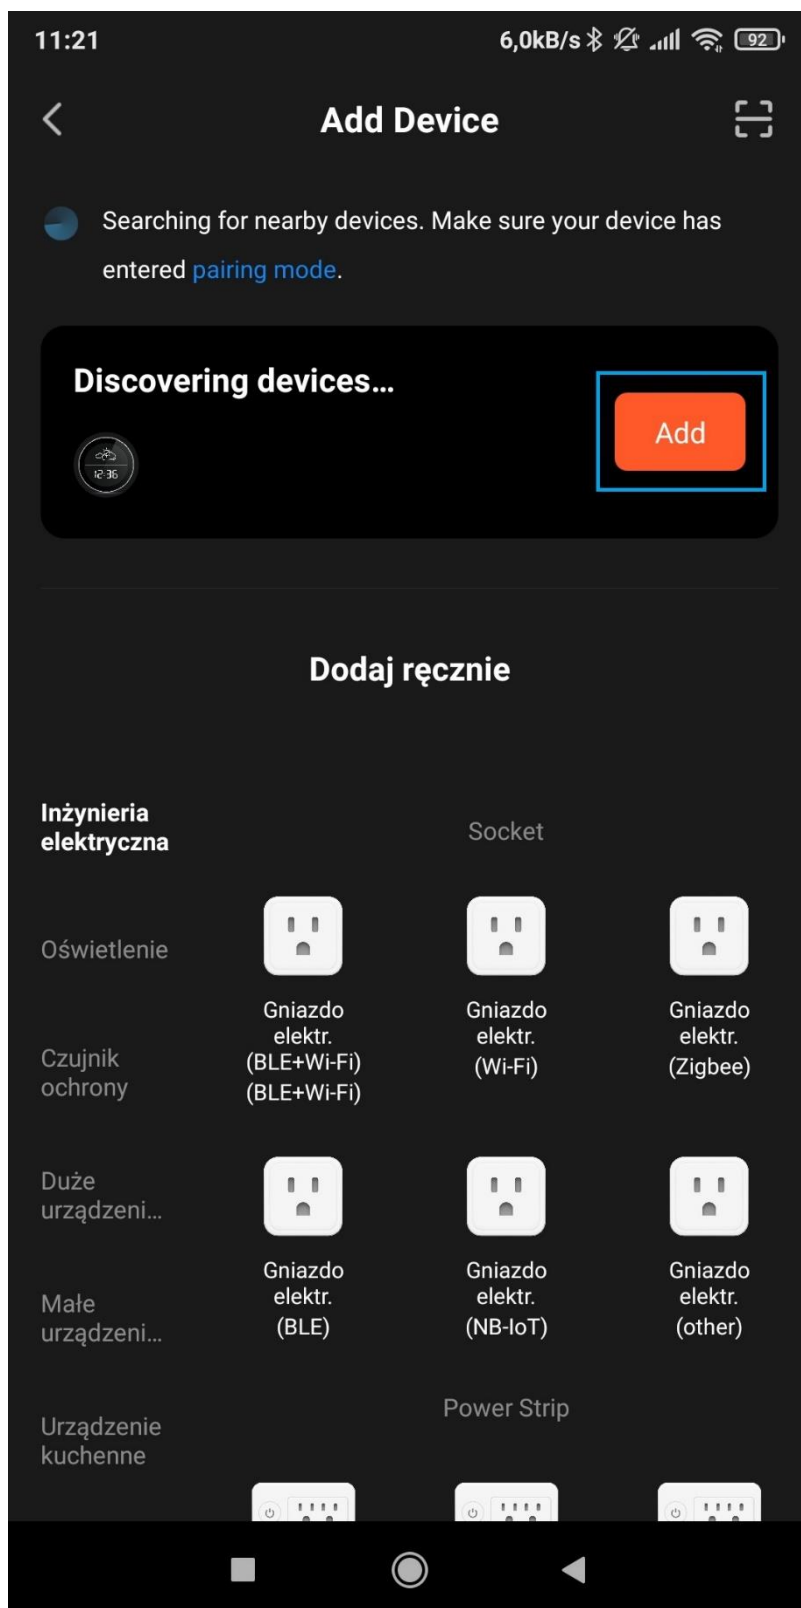 11:21
6,0kB/s
92
Add Device
Searching for nearby devices. Make sure your device has
entered pairing mode.
Discovering devices...
12:36
Add
Dodaj ręcznie
Inżynieria
elektryczna
Oświetlenie
Czujnik
ochrony
Duże
urządzeni...
Małe
urządzeni...
Urządzenie
kuchenne
Socket
Gniazdo
elektr.
(BLE+Wi-Fi)
(BLE+Wi-Fi)
Gniazdo
elektr.
(Wi-Fi)
Gniazdo
elektr.
(Zigbee)
Gniazdo
elektr.
(BLE)
Gniazdo
elektr.
(NB-IoT)
Gniazdo
elektr.
(other)
Power Strip